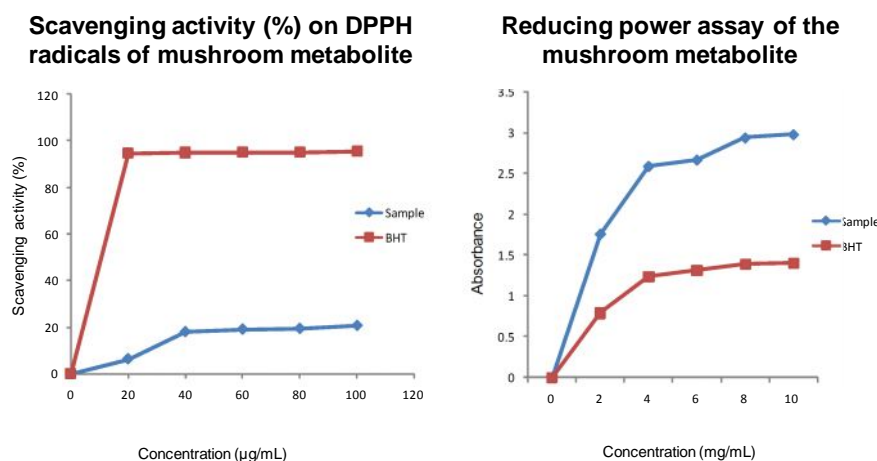 Scavenging activity (%) on DPPH
radicals of mushroom metabolite
120
100
80
60
40
20
0
0 20 40 60 80 100 120
Scavenging activity (%)
Concentration (µg/mL)
Sample
BHT
Reducing power assay of the
mushroom metabolite
3.5
3
2.5
2
1.5
1
0.5
0
0 2 4 6 8 10
Absorbance
Concentration (mg/mL)
Sample
BHT